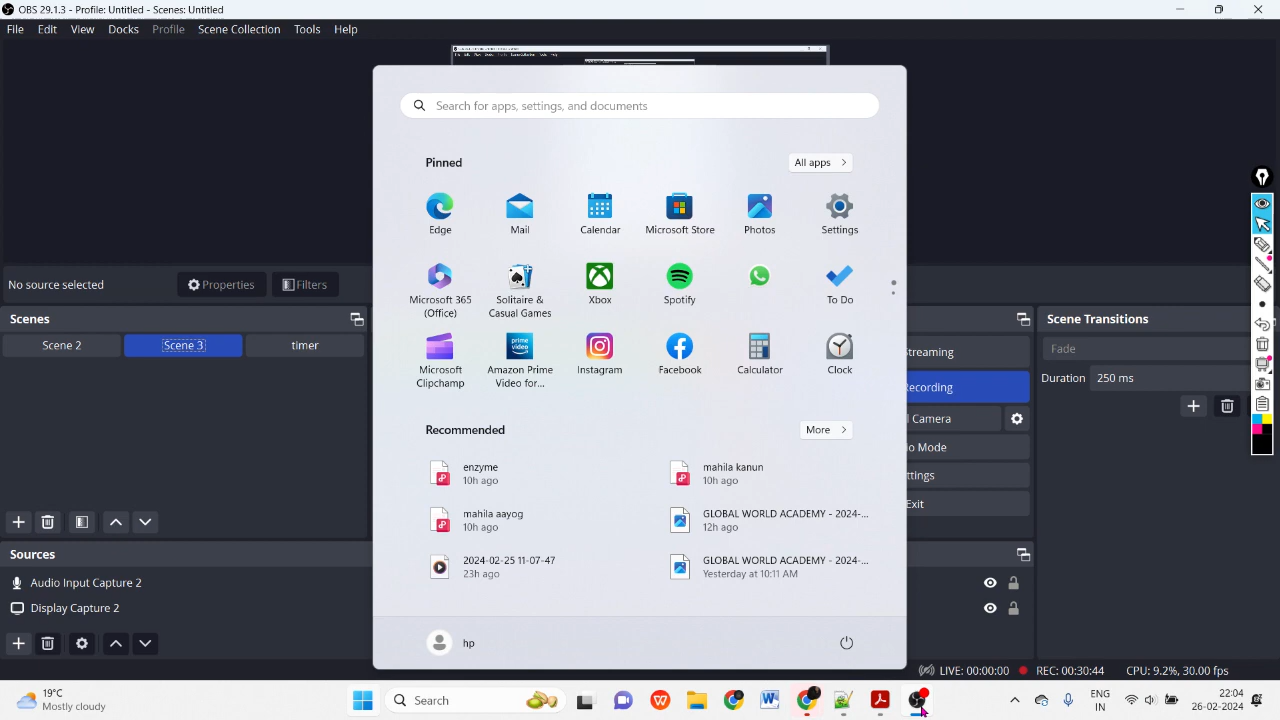 OBS 29.1.3 - Profile: Untitled - Scenes: Untitled
File Edit View Docks Profile Scene Collection Tools Help
Search for apps, settings, and documents
Pinned
All apps
Edge
Mail
Calendar
Microsoft Store
Photos
Settings
Microsoft 365
(Office)
Solitaire &
Casual Games
Xbox
Spotify
To Do
Microsoft
Clipchamp
Amazon Prime
Video for...
Instagram
Facebook
Calculator
Clock
Recommended
More
enzyme
10h ago
mahila kanun
10h ago
mahila aayog
10h ago
GLOBAL WORLD ACADEMY - 2024-...
12h ago
2024-02-25 11-07-47
23h ago
GLOBAL WORLD ACADEMY - 2024-...
Yesterday at 10:11 AM
hp
No source selected
Properties
Filters
Scenes
Scene 2
Scene 3
timer
Sources
Audio Input Capture 2
Display Capture 2
Streaming
Recording
l Camera
io Mode
ttings
Exit
Scene Transitions
Fade
Duration 250 ms
LIVE: 00:00:00 REC: 00:30:44 CPU: 9.2%, 30.00 fps
19°C
Mostly cloudy
Search
ENG
IN
22:04
26-02-2024